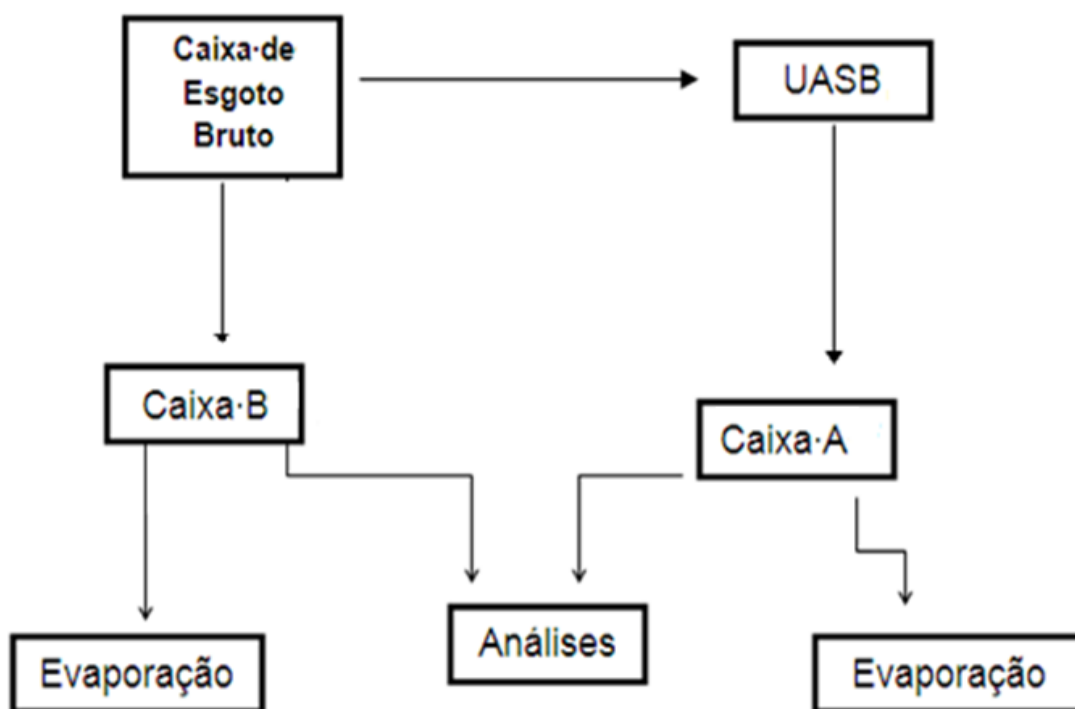 Caixa·de
Esgoto
Bruto
UASB
Caixa·B
Caixa·A
Análises
Evaporação
Evaporação